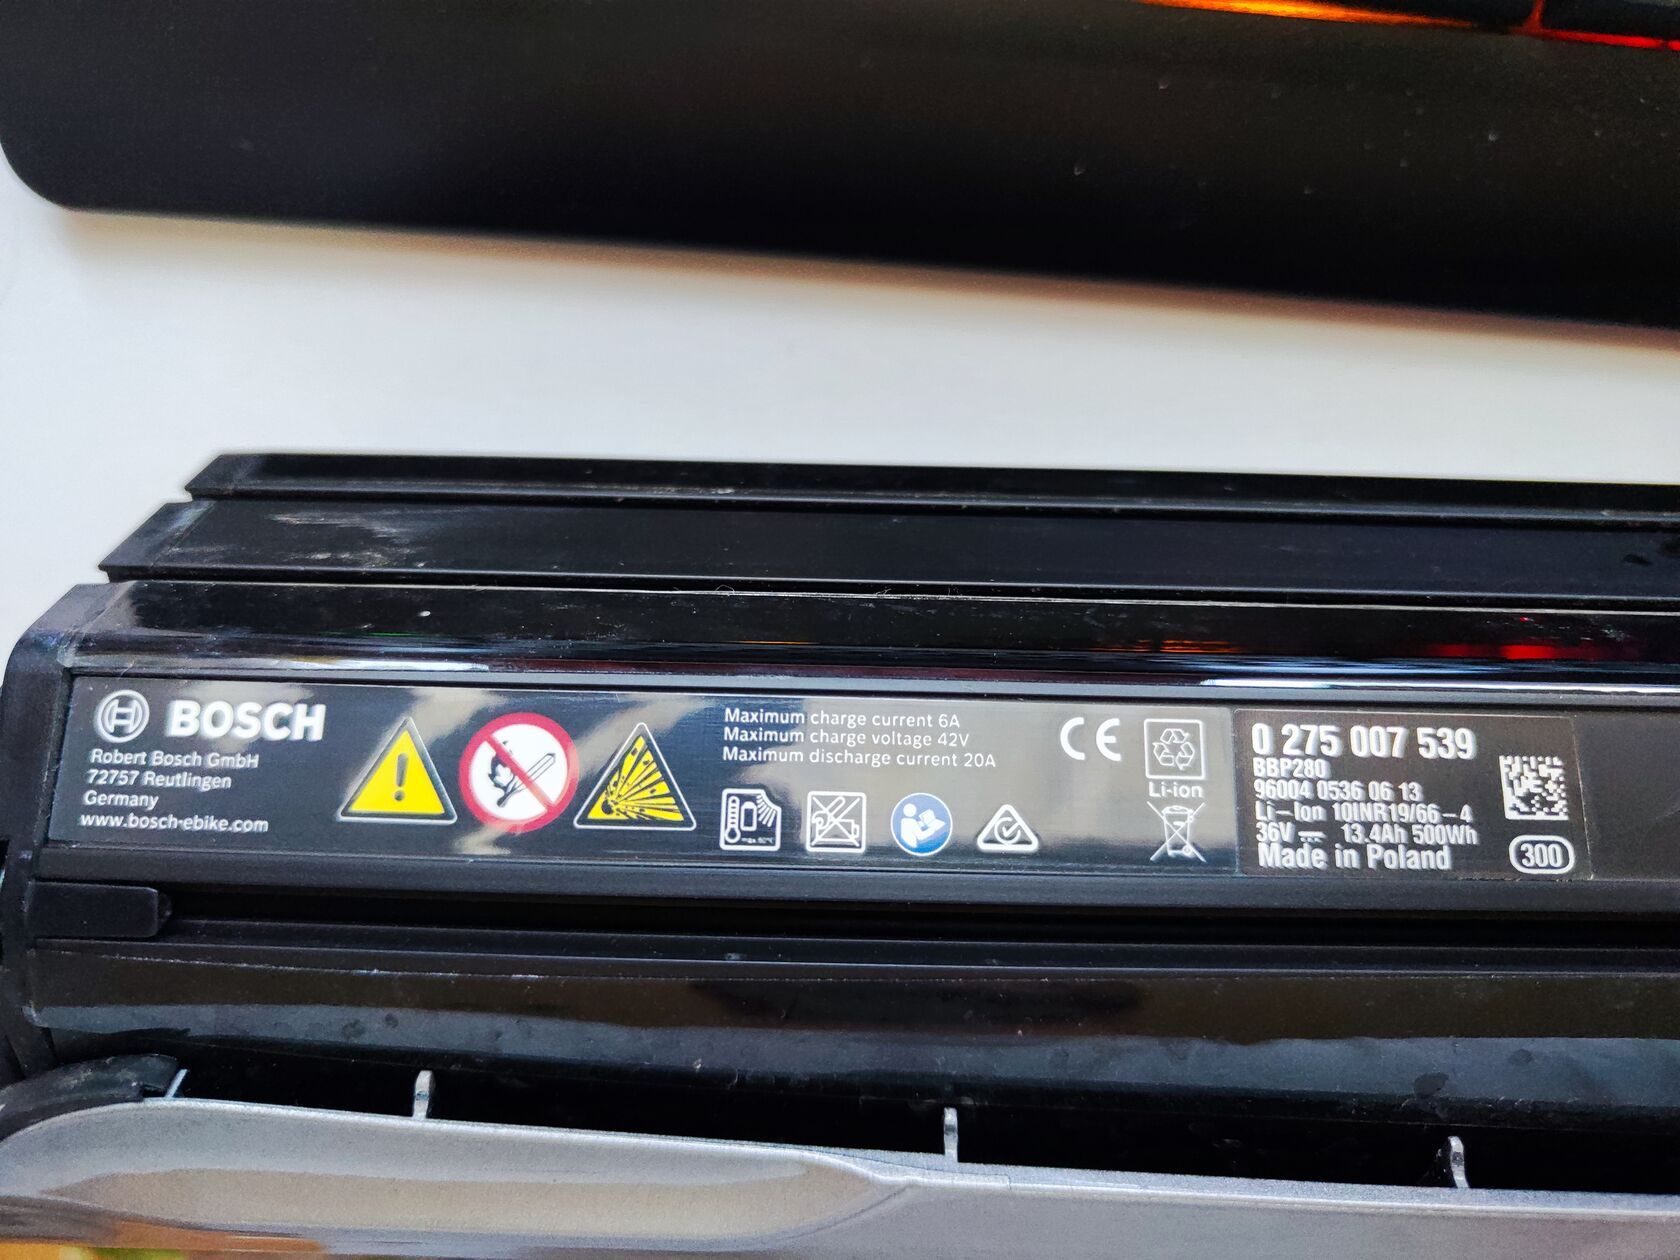 BOSCH
Robert Bosch GmbH
72757 Reutlingen
Germany
www.bosch-ebike.com
Maximum charge current 6A
Maximum charge voltage 42V
Maximum discharge current 20A
CE
Li-ion
0 275 007 539
BBP280
96004 0536 06 13
Li-Ion 10INR19/66-4
36V ⎓ 13.4Ah 500Wh
Made in Poland
300